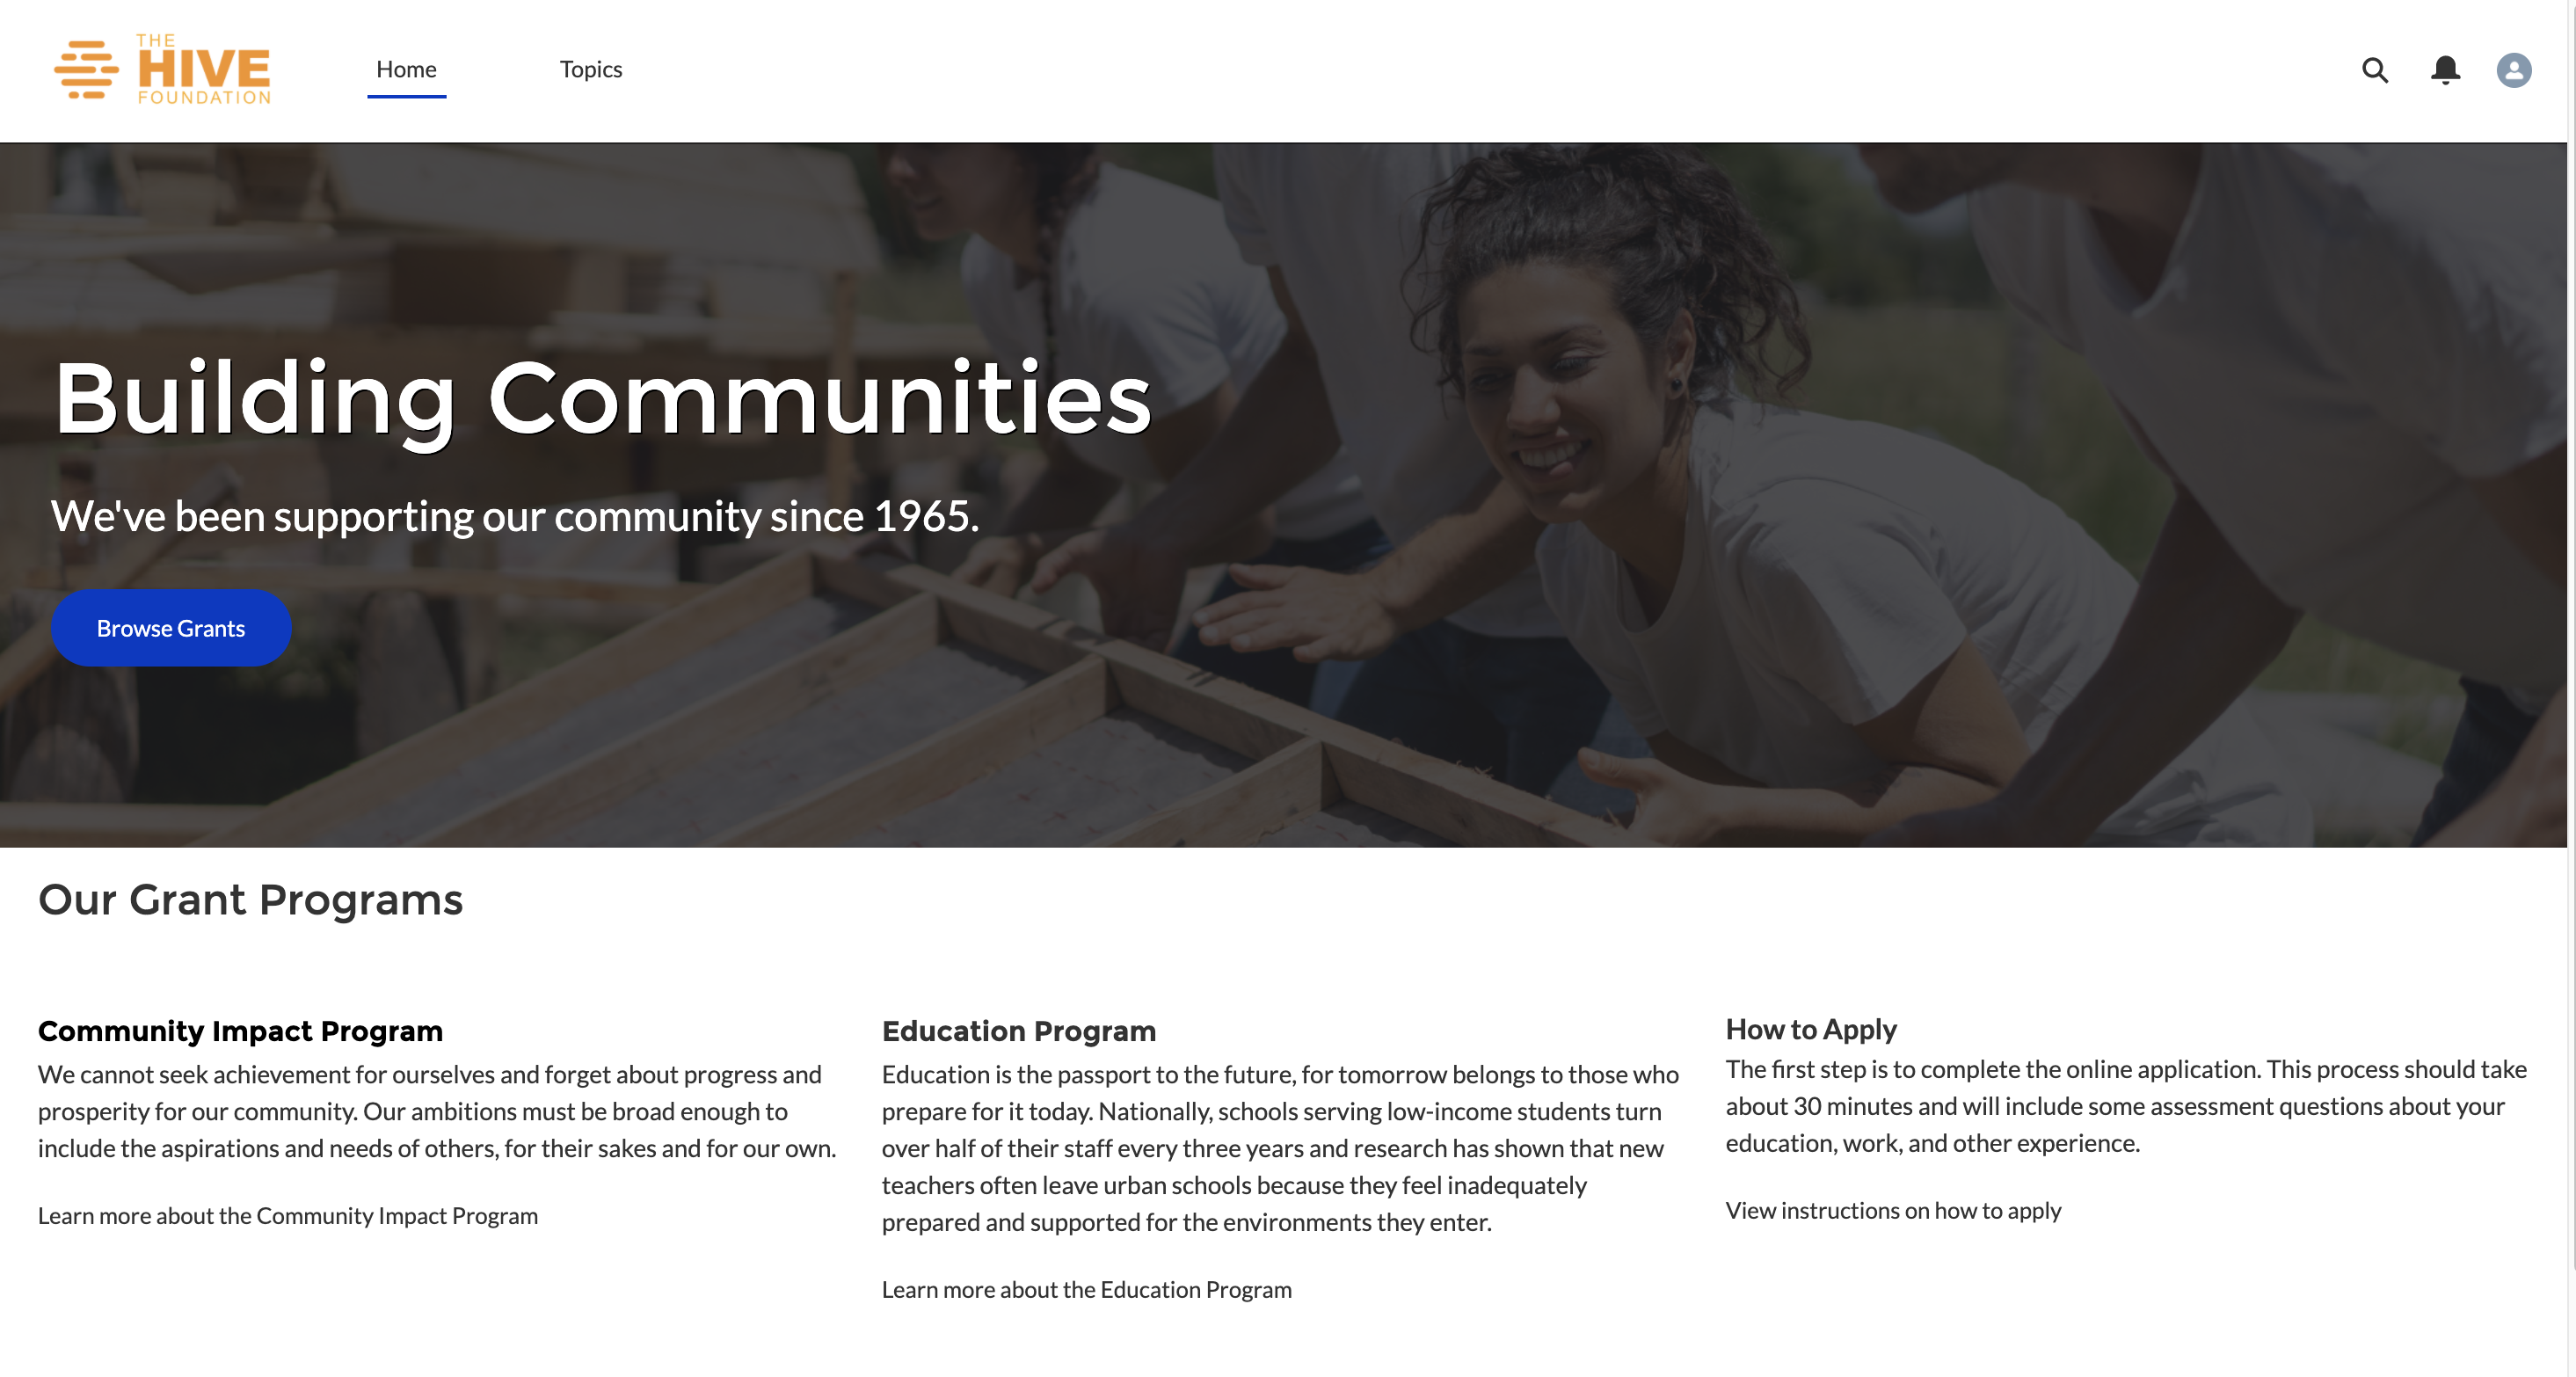 THE
HIVE
FOUNDATION
Home
Topics
Building Communities
We've been supporting our community since 1965.
Browse Grants
Our Grant Programs
Community Impact Program
We cannot seek achievement for ourselves and forget about progress and
prosperity for our community. Our ambitions must be broad enough to
include the aspirations and needs of others, for their sakes and for our own.
Learn more about the Community Impact Program
Education Program
Education is the passport to the future, for tomorrow belongs to those who
prepare for it today. Nationally, schools serving low-income students turn
over half of their staff every three years and research has shown that new
teachers often leave urban schools because they feel inadequately
prepared and supported for the environments they enter.
Learn more about the Education Program
How to Apply
The first step is to complete the online application. This process should take
about 30 minutes and will include some assessment questions about your
education, work, and other experience.
View instructions on how to apply